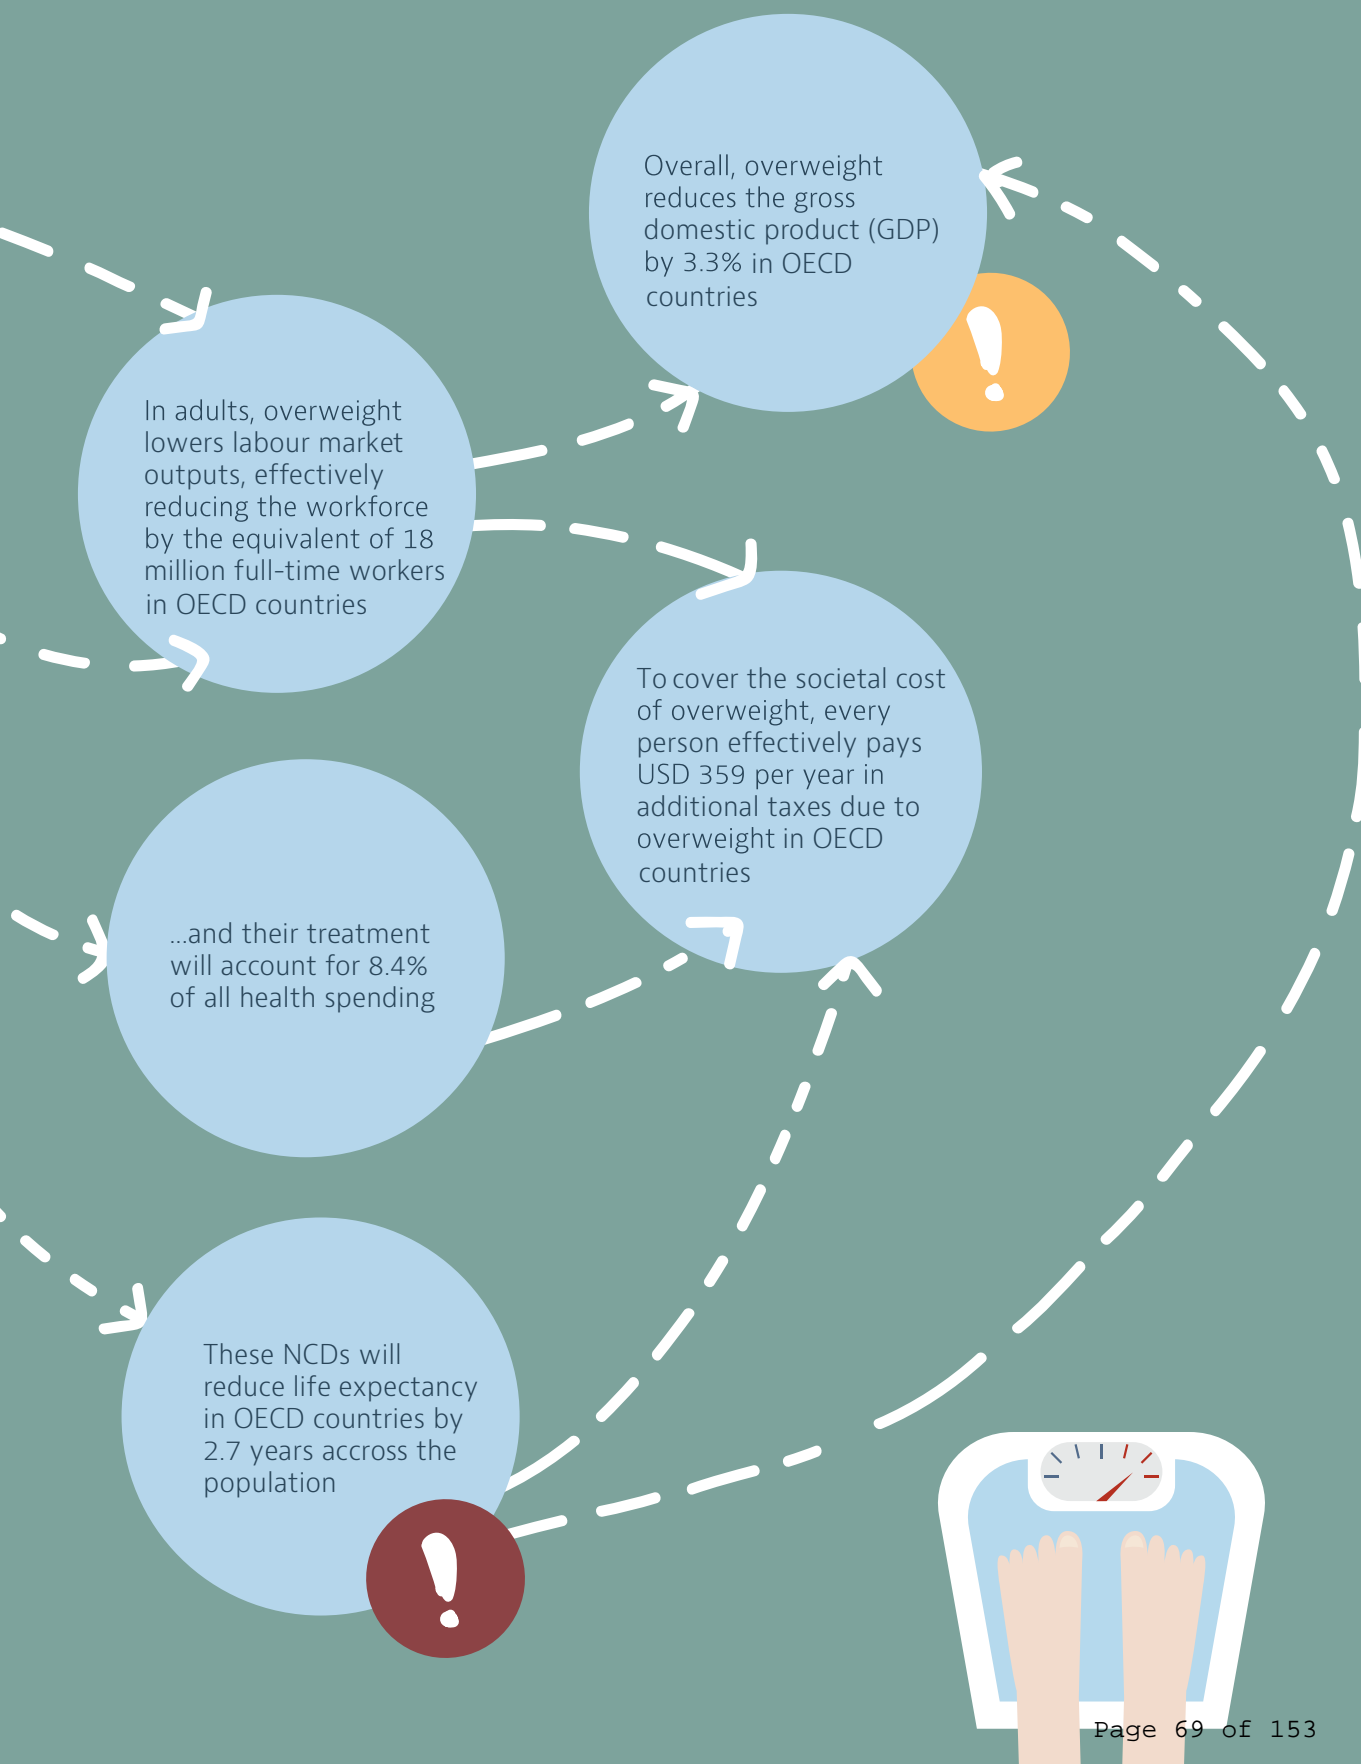 Overall, overweight
reduces the gross
domestic product (GDP)
by 3.3% in OECD
countries
In adults, overweight
lowers labour market
outputs, effectively
reducing the workforce
by the equivalent of 18
million full-time workers
in OECD countries
To cover the societal cost
of overweight, every
person effectively pays
USD 359 per year in
additional taxes due to
overweight in OECD
countries
...and their treatment
will account for 8.4%
of all health spending
These NCDs will
reduce life expectancy
in OECD countries by
2.7 years accross the
population
Page 69 of 153